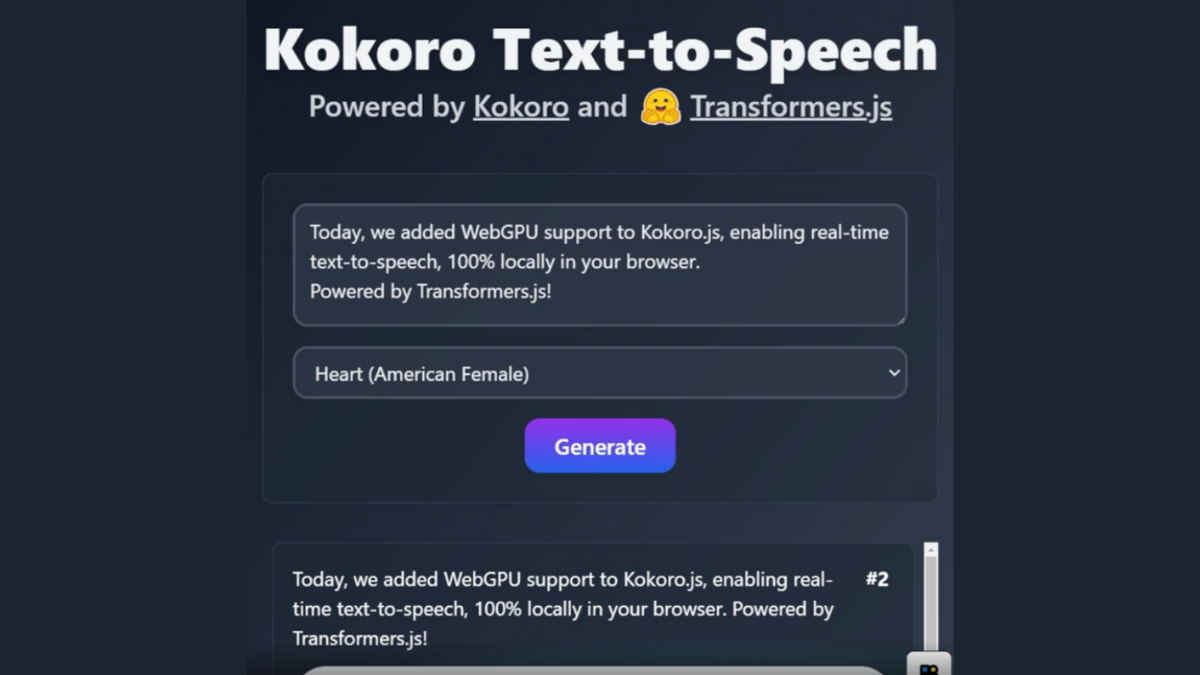 Kokoro Text-to-Speech
Powered by Kokoro and 🤗 Transformers.js
Today, we added WebGPU support to Kokoro.js, enabling real-time
text-to-speech, 100% locally in your browser.
Powered by Transformers.js!
Heart (American Female)
Generate
Today, we added WebGPU support to Kokoro.js, enabling real- #2
time text-to-speech, 100% locally in your browser. Powered by
Transformers.js!